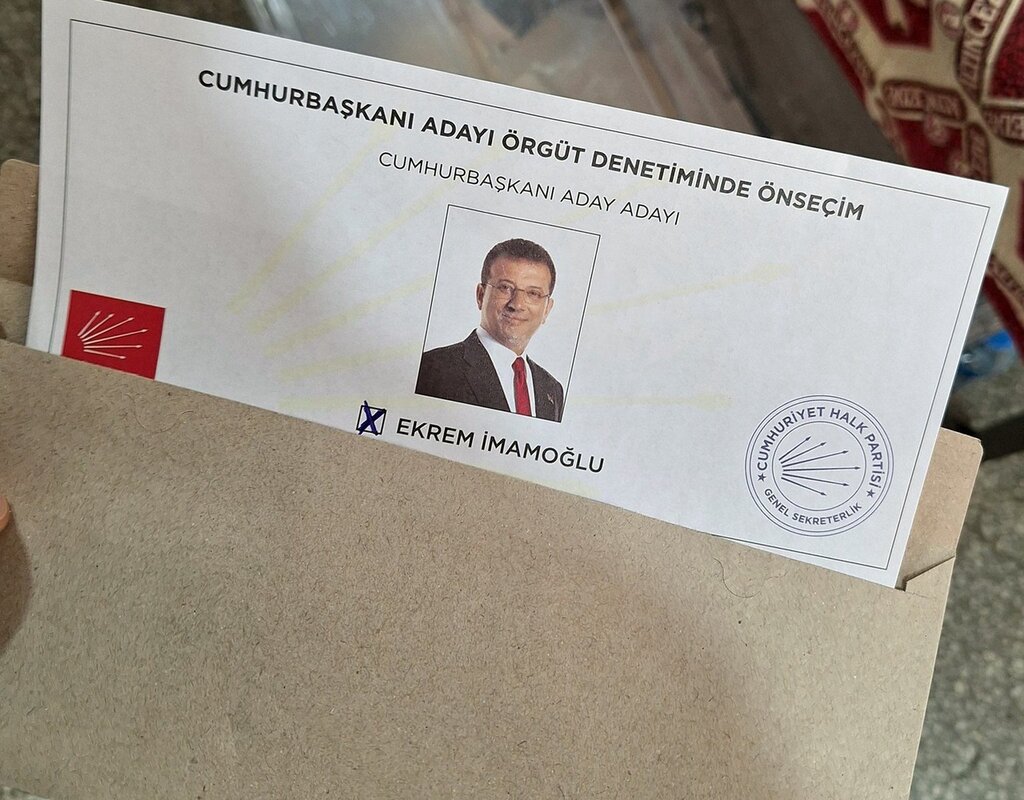 CUMHURBAŞKANI ADAYI ÖRGÜT DENETİMİNDE ÖNSEÇİM
CUMHURBAŞKANI ADAY ADAYI
X EKREM İMAMOĞLU
CUMHURİYET HALK PARTİSİ
GENEL SEKRETERLİK